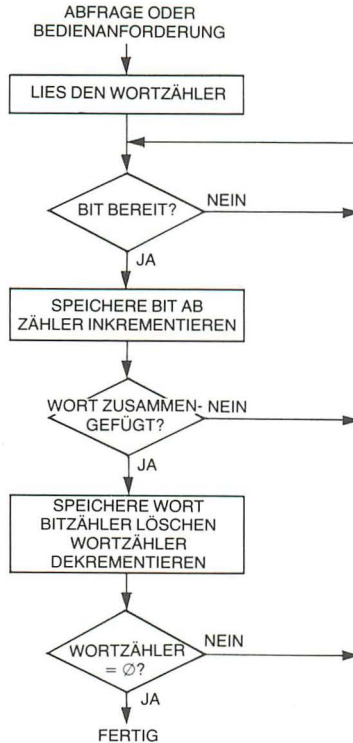 ABFRAGE ODER
BEDIENANFORDERUNG
LIES DEN WORTZÄHLER
BIT BEREIT?
NEIN
JA
SPEICHERE BIT AB
ZÄHLER INKREMENTIEREN
WORT ZUSAMMEN-
GEFÜGT?
NEIN
JA
SPEICHERE WORT
BITZÄHLER LÖSCHEN
WORTZÄHLER
DEKREMENTIEREN
WORTZÄHLER
= Ø?
NEIN
JA
FERTIG